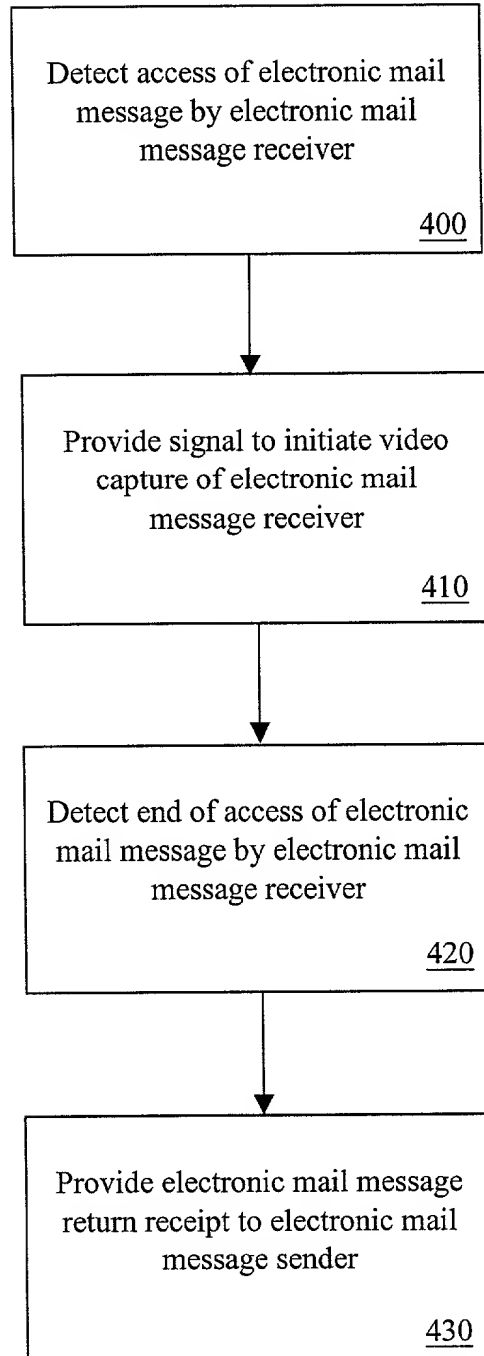 Detect access of electronic mail
message by electronic mail
message receiver
400
Provide signal to initiate video
capture of electronic mail
message receiver
410
Detect end of access of electronic
mail message by electronic mail
message receiver
420
Provide electronic mail message
return receipt to electronic mail
message sender
430